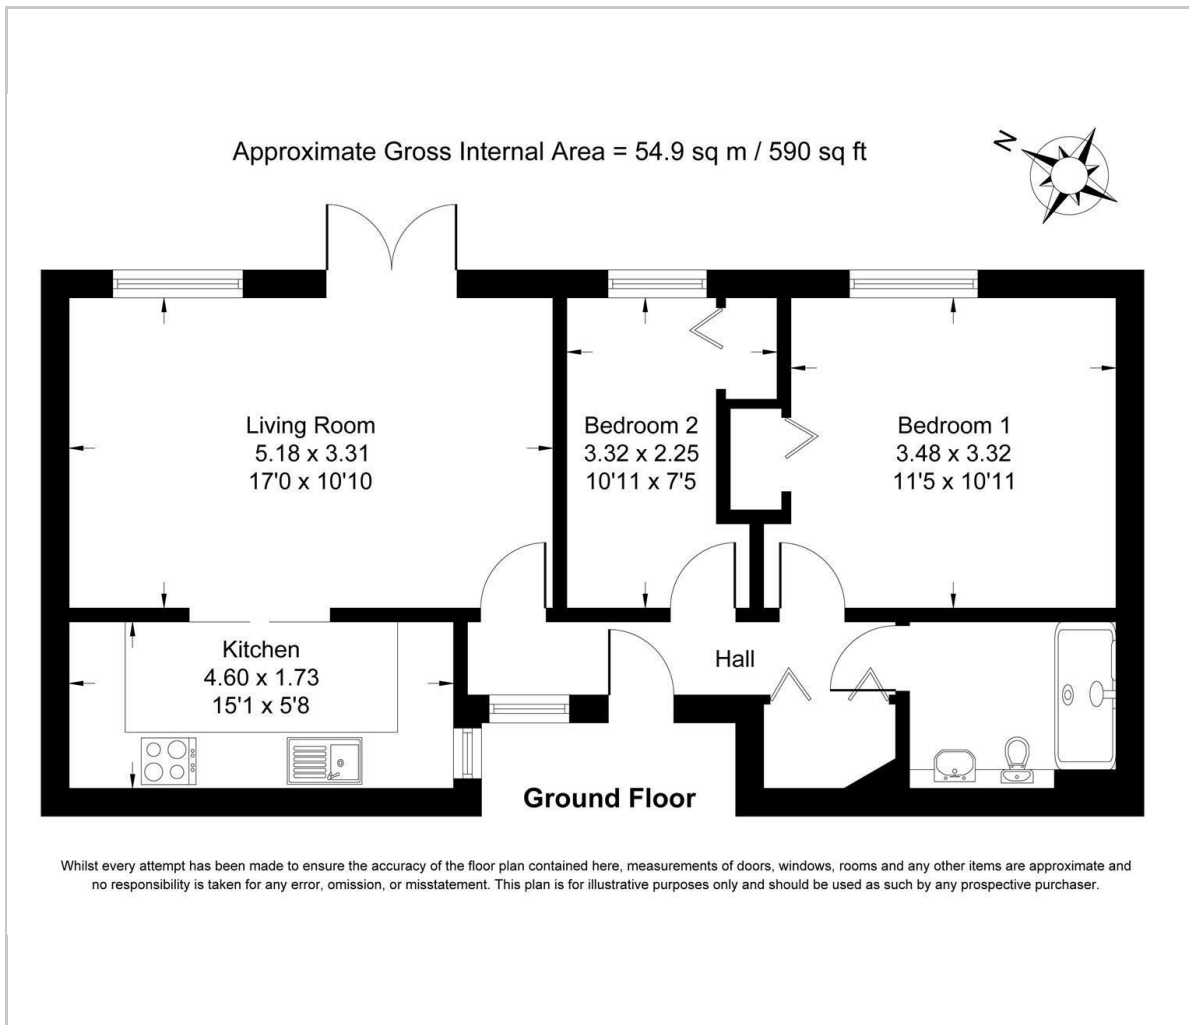 Approximate Gross Internal Area = 54.9 sq m / 590 sq ft
N
Living Room
5.18 x 3.31
17'0 x 10'10
Bedroom 2
3.32 x 2.25
10'11 x 7'5
Bedroom 1
3.48 x 3.32
11'5 x 10'11
Kitchen
4.60 x 1.73
15'1 x 5'8
Hall
Ground Floor
Whilst every attempt has been made to ensure the accuracy of the floor plan contained here, measurements of doors, windows, rooms and any other items are approximate and
no responsibility is taken for any error, omission, or misstatement. This plan is for illustrative purposes only and should be used as such by any prospective purchaser.